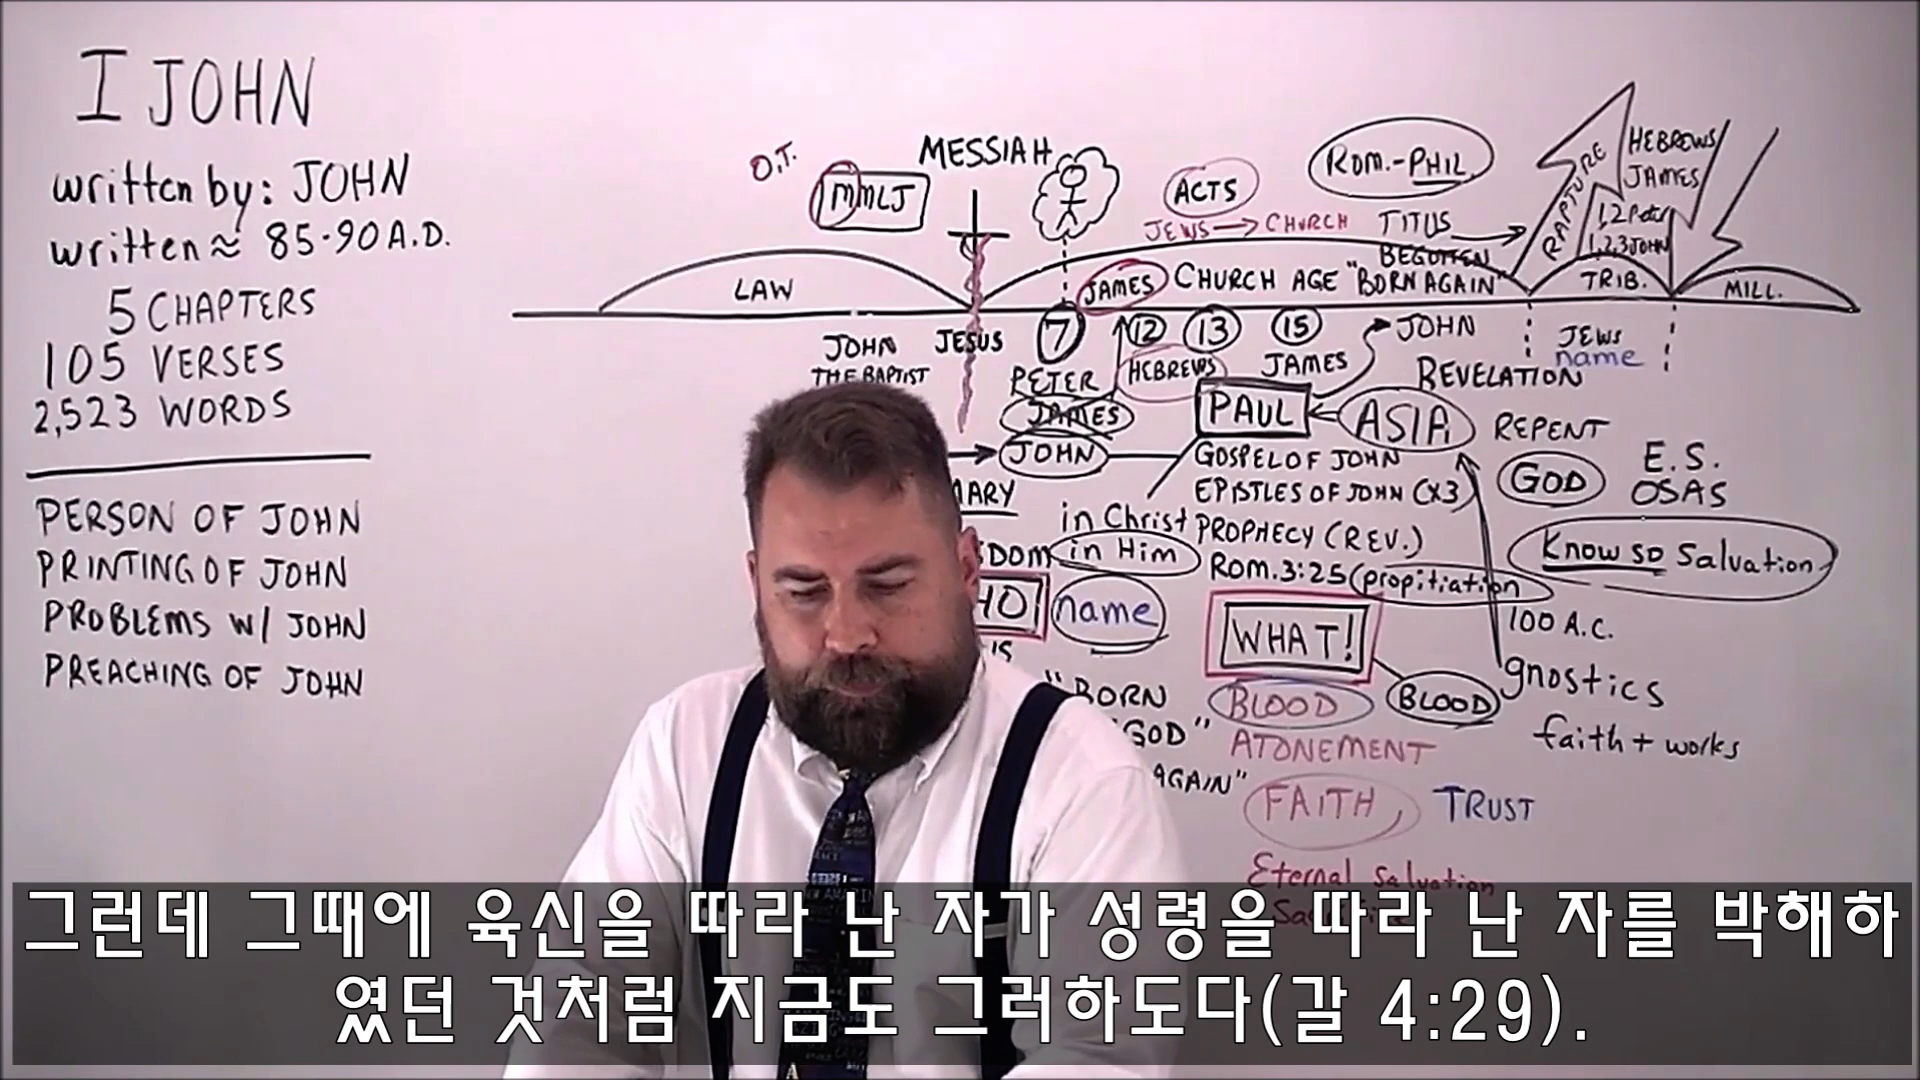 I JOHN
written by: JOHN
written ≈ 85-90 A.D.
5 CHAPTERS
105 VERSES
2,523 WORDS
PERSON OF JOHN
PRINTING OF JOHN
PROBLEMS W/ JOHN
PREACHING OF JOHN
O.T.
MMLJ
MESSIAH
ACTS
JEWS → CHURCH
ROM.-PHIL.
TITUS
BEGOTTEN
RAPTURE
HEBREWS
JAMES
1,2 Peter
1,2,3 JOHN
LAW
JAMES
CHURCH AGE "BORN AGAIN"
TRIB.
MILL.
JOHN
THE BAPTIST
JESUS
7
12
13
15
PETER
JAMES
JOHN
HEBREWS
JAMES
JOHN
REVELATION
JEWS
name
PAUL
ASIA
REPENT
GOSPEL OF JOHN
EPISTLES OF JOHN (X3)
PROPHECY (REV.)
Rom. 3:25 (propitiation
GOD
E.S.
OSAS
Know so Salvation
in Christ
in Him
name
IS
"BORN
GOD"
AGAIN"
WHAT!
BLOOD
BLOOD
ATONEMENT
FAITH, TRUST
Eternal Salvation
100 A.C.
gnostics
faith + works
그런데 그때에 육신을 따라 난 자가 성령을 따라 난 자를 박해하
였던 것처럼 지금도 그러하도다(갈 4:29).